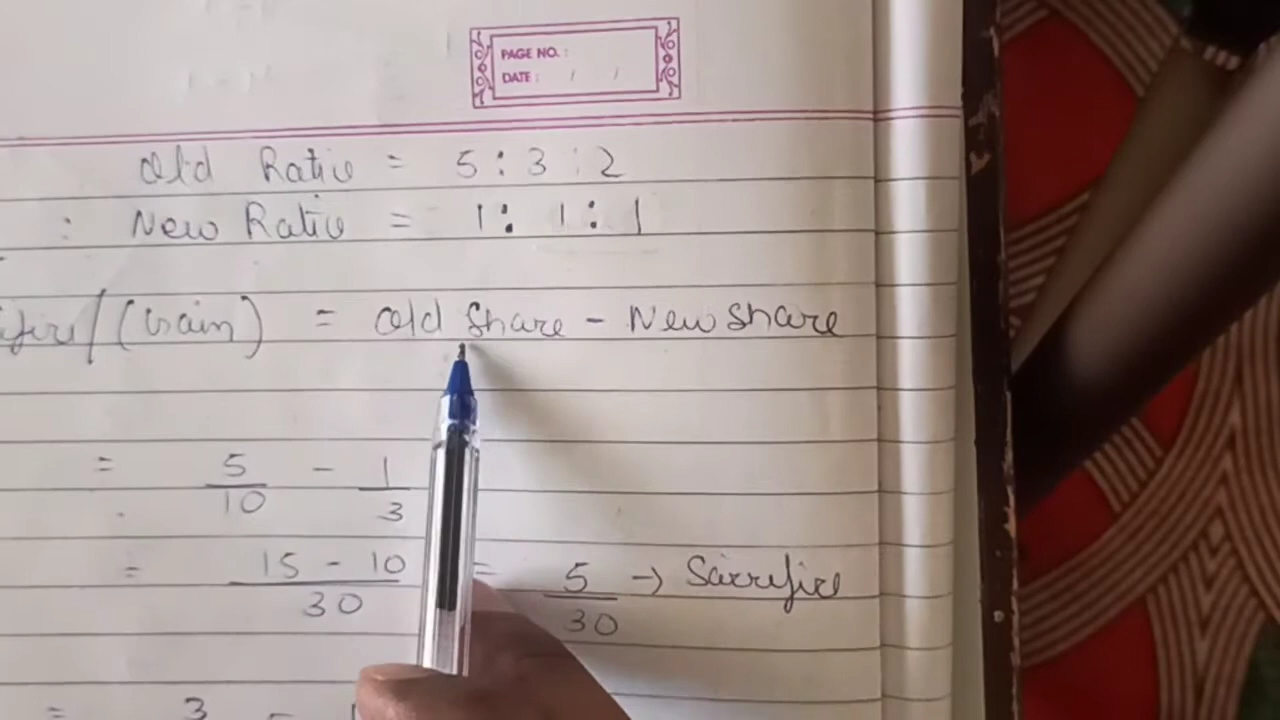 PAGE NO. :
DATE : / /
Old Ratio = 5 : 3 : 2
: New Ratio = 1 : 1 : 1
/(Gain) = Old Share - New Share
= 5/10 - 1/3
= 15 - 10/30 = 5/30 → Sacrifice
= 3 -